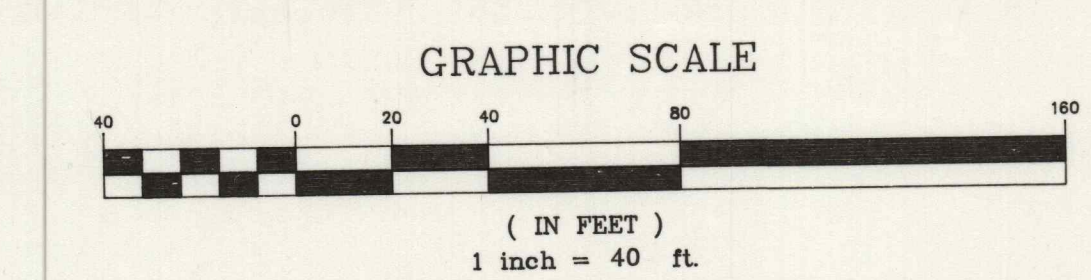 GRAPHIC SCALE
40 0 20 40 80 160
( IN FEET )
1 inch = 40 ft.